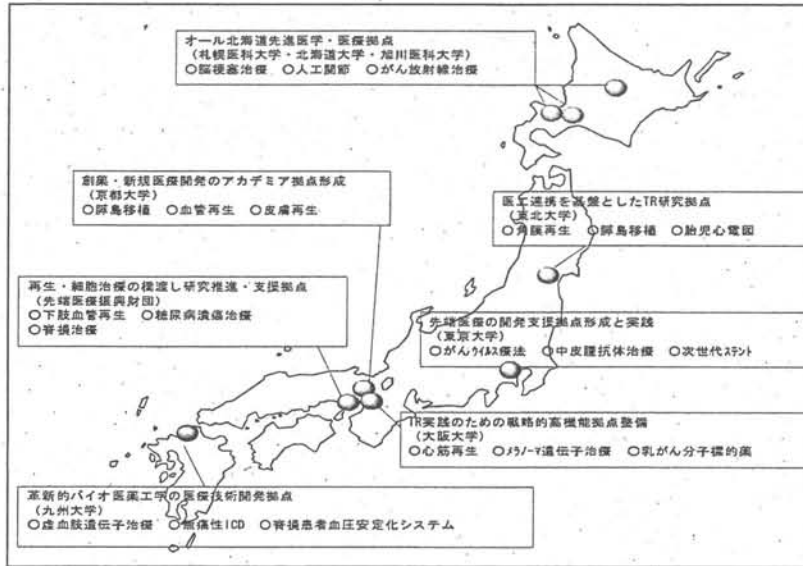 オール北海道先進医学・医療拠点
(札幌医科大学・北海道大学・旭川医科大学)
○脳梗塞治療 ○人工関節 ○がん放射線治療
創薬・新規医療開発のアカデミア拠点形成
(京都大学)
○膵島移植 ○血管再生 ○皮膚再生
医工連携を基盤としたTR研究拠点
(東北大学)
○角膜再生 ○膵島移植 ○胎児心電図
再生・細胞治療の橋渡し研究推進・支援拠点
(先端医療振興財団)
○下肢血管再生 ○糖尿病潰瘍治療
○脊損治療
先端医療の開発支援拠点形成と実践
(東京大学)
○がんウイルス療法 ○中皮腫抗体治療 ○次世代ステント
TR実践のための戦略的高機能拠点整備
(大阪大学)
○心筋再生 ○メラノーマ遺伝子治療 ○乳がん分子標的薬
革新的バイオ医薬工学の医療技術開発拠点
(九州大学)
○虚血肢遺伝子治療 ○無痛性ICD ○脊損患者血圧安定化システム